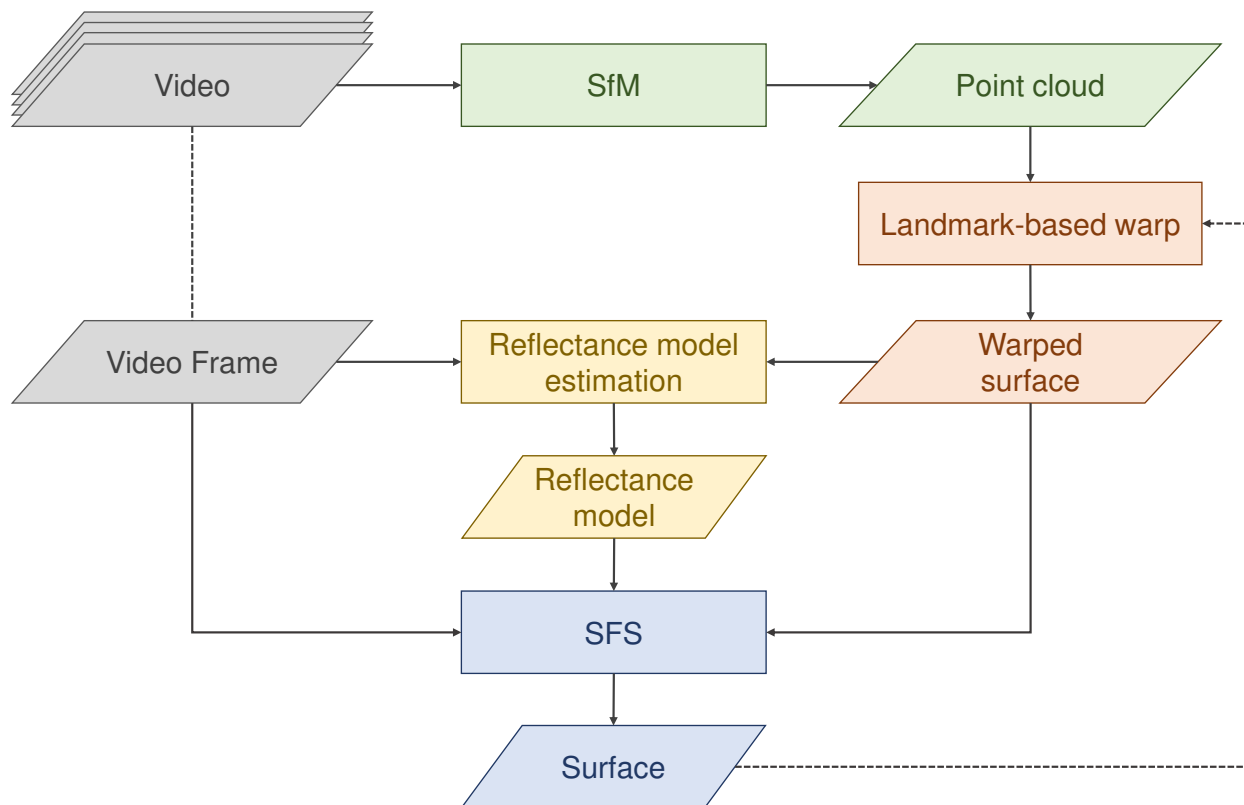 Video
SfM
Point cloud
Landmark-based warp
Video Frame
Reflectance model
estimation
Warped
surface
Reflectance
model
SFS
Surface